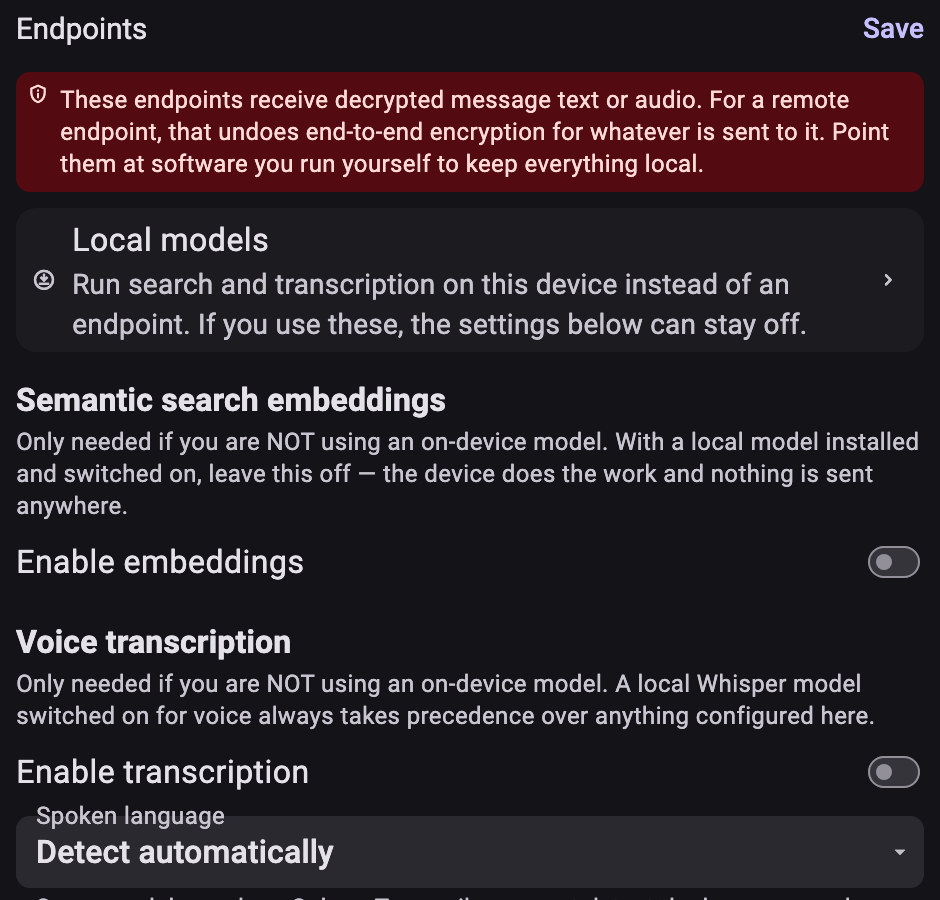 Endpoints
Save
These endpoints receive decrypted message text or audio. For a remote
endpoint, that undoes end-to-end encryption for whatever is sent to it. Point
them at software you run yourself to keep everything local.
Local models
Run search and transcription on this device instead of an
endpoint. If you use these, the settings below can stay off.
Semantic search embeddings
Only needed if you are NOT using an on-device model. With a local model installed
and switched on, leave this off — the device does the work and nothing is sent
anywhere.
Enable embeddings
Voice transcription
Only needed if you are NOT using an on-device model. A local Whisper model
switched on for voice always takes precedence over anything configured here.
Enable transcription
Spoken language
Detect automatically